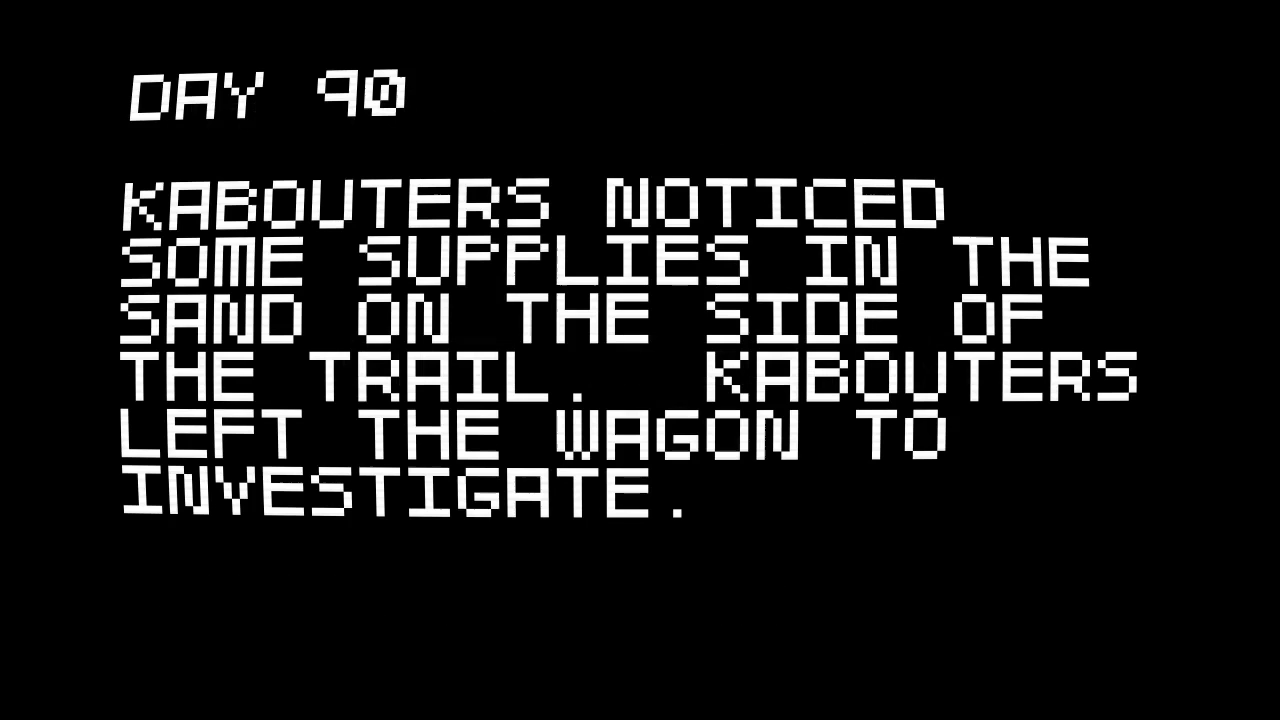 DAY 90
KABOUTERS NOTICED
SOME SUPPLIES IN THE
SAND ON THE SIDE OF
THE TRAIL.  KABOUTERS
LEFT THE WAGON TO
INVESTIGATE.